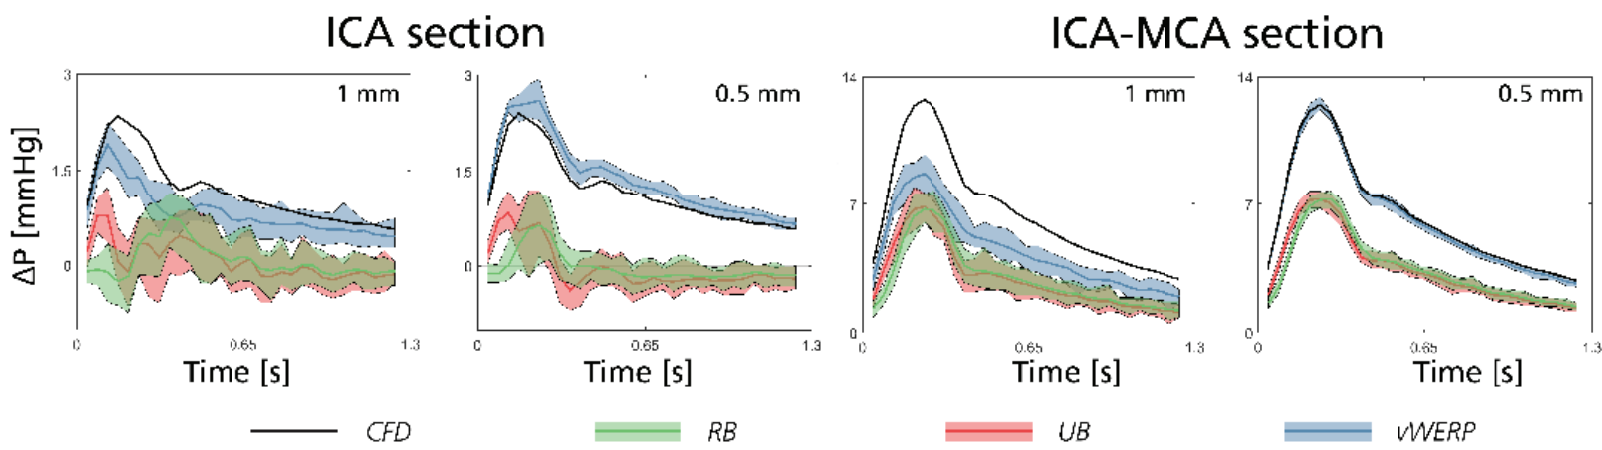 ICA section
ICA-MCA section
ΔP [mmHg]
3
1.5
0
1 mm
0
0.65
1.3
Time [s]
3
1.5
0
0.5 mm
0
0.65
1.3
Time [s]
14
7
0
1 mm
0
0.65
1.3
Time [s]
14
7
0
0.5 mm
0
0.65
1.3
Time [s]
CFD
RB
UB
vWERP